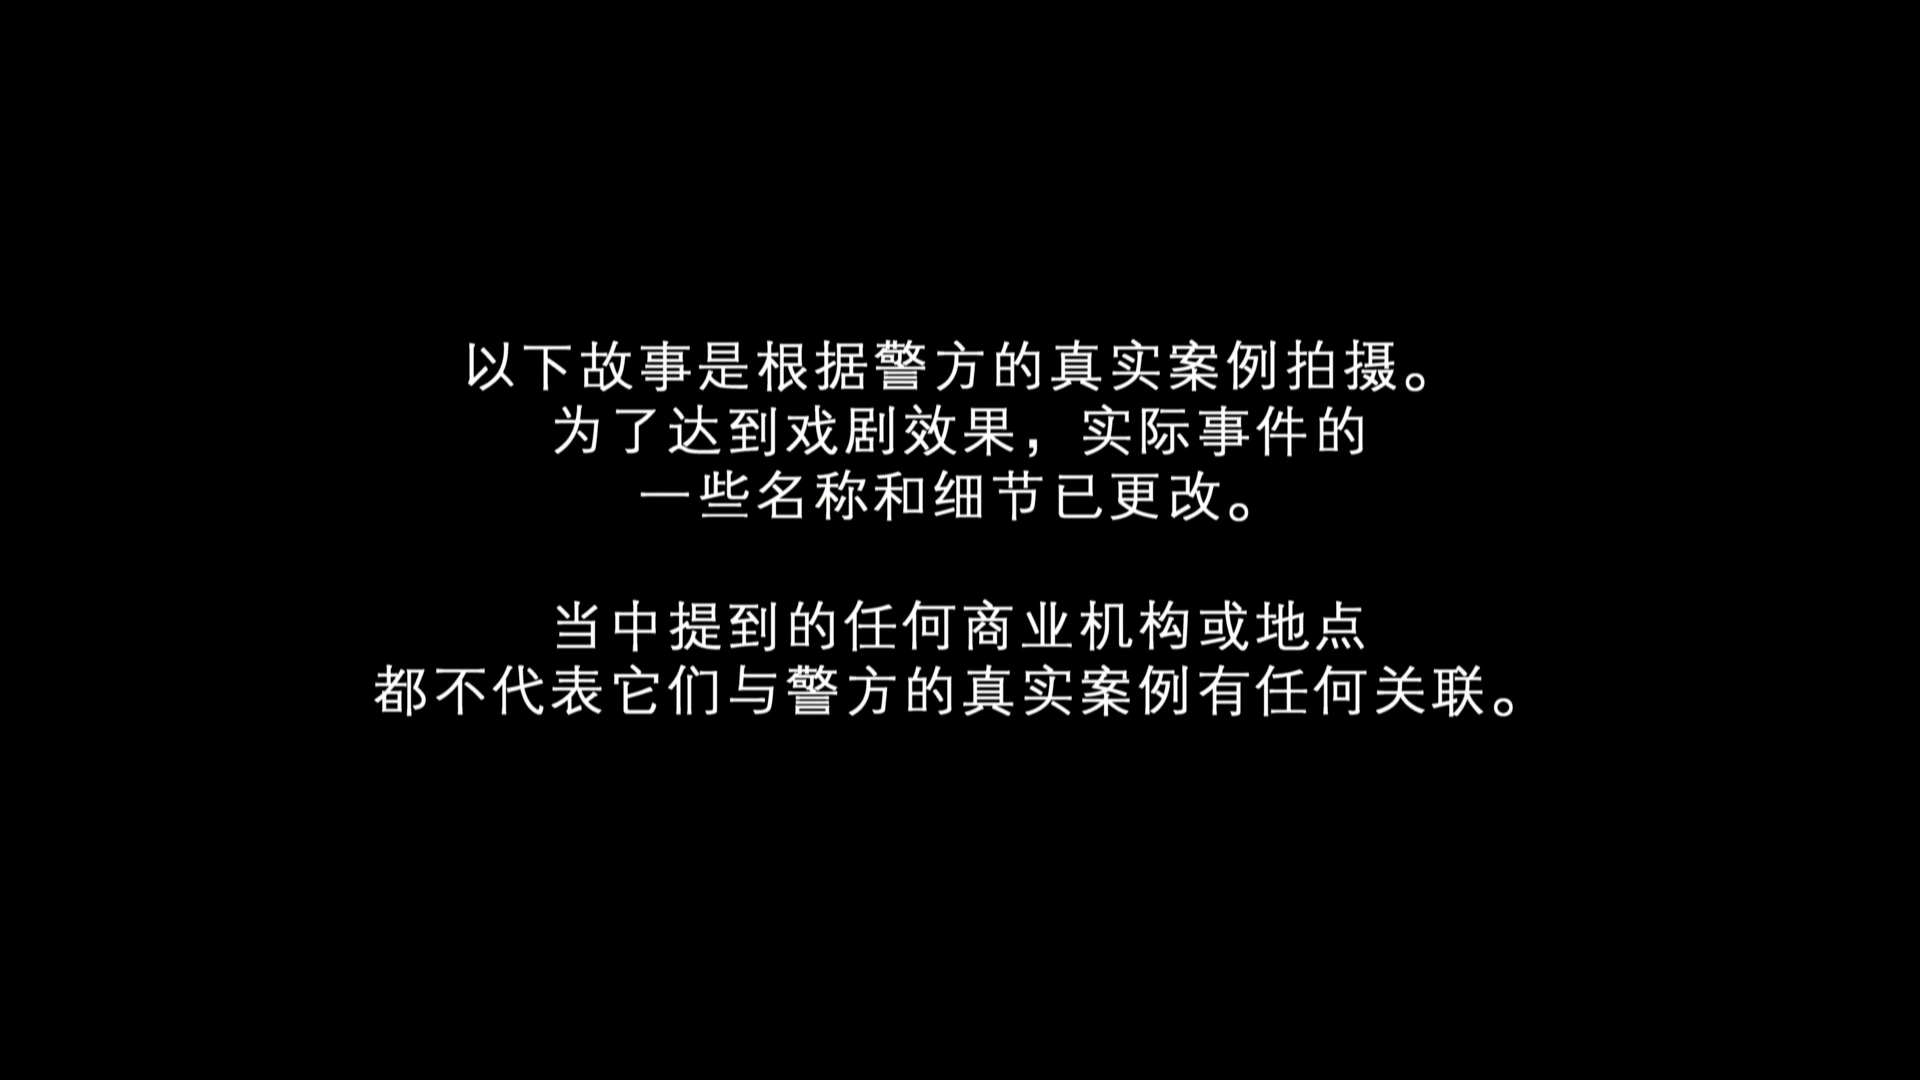 以下故事是根据警方的真实案例拍摄。
为了达到戏剧效果，实际事件的
一些名称和细节已更改。
当中提到的任何商业机构或地点
都不代表它们与警方的真实案例有任何关联。